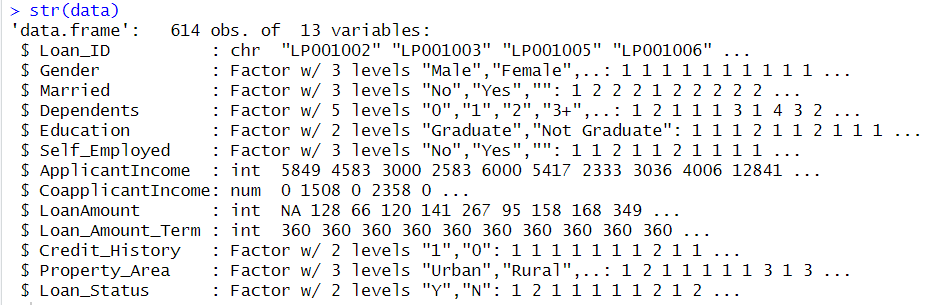 > str(data)
'data.frame':   614 obs. of  13 variables:
 $ Loan_ID          : chr  "LP001002" "LP001003" "LP001005" "LP001006" ...
 $ Gender           : Factor w/ 3 levels "Male","Female",..: 1 1 1 1 1 1 1 1 1 1 ...
 $ Married          : Factor w/ 3 levels "No","Yes","": 1 2 2 2 1 2 2 2 2 2 ...
 $ Dependents       : Factor w/ 5 levels "0","1","2","3+",..: 1 2 1 1 1 3 1 4 3 2 ...
 $ Education        : Factor w/ 2 levels "Graduate","Not Graduate": 1 1 1 2 1 1 2 1 1 1 ...
 $ Self_Employed    : Factor w/ 3 levels "No","Yes","": 1 1 2 1 1 2 1 1 1 1 ...
 $ ApplicantIncome  : int  5849 4583 3000 2583 6000 5417 2333 3036 4006 12841 ...
 $ CoapplicantIncome: num  0 1508 0 2358 0 ...
 $ LoanAmount       : int  NA 128 66 120 141 267 95 158 168 349 ...
 $ Loan_Amount_Term : int  360 360 360 360 360 360 360 360 360 360 ...
 $ Credit_History   : Factor w/ 2 levels "1","0": 1 1 1 1 1 1 1 2 1 1 ...
 $ Property_Area    : Factor w/ 3 levels "Urban","Rural",..: 1 2 1 1 1 1 1 3 1 3 ...
 $ Loan_Status      : Factor w/ 2 levels "Y","N": 1 2 1 1 1 1 1 2 1 2 ...